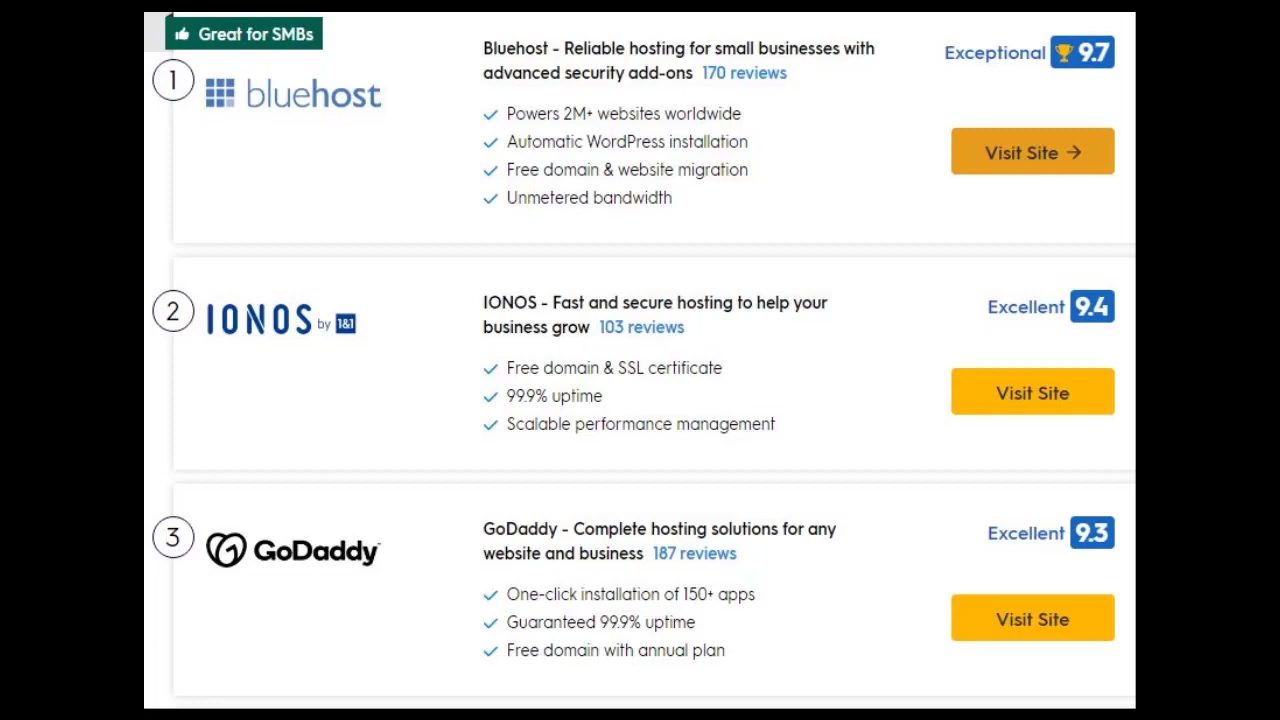 Great for SMBs
1
bluehost
Bluehost - Reliable hosting for small businesses with
advanced security add-ons 170 reviews
Powers 2M+ websites worldwide
Automatic WordPress installation
Free domain & website migration
Unmetered bandwidth
Exceptional 9.7
Visit Site →
2
IONOS by 1&1
IONOS - Fast and secure hosting to help your
business grow 103 reviews
Free domain & SSL certificate
99.9% uptime
Scalable performance management
Excellent 9.4
Visit Site
3
GoDaddy
GoDaddy - Complete hosting solutions for any
website and business 187 reviews
One-click installation of 150+ apps
Guaranteed 99.9% uptime
Free domain with annual plan
Excellent 9.3
Visit Site